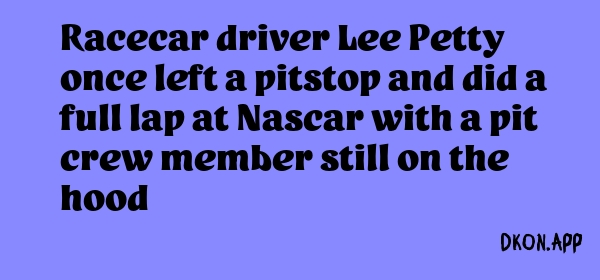 Racecar driver Lee Petty
once left a pitstop and did a
full lap at Nascar with a pit
crew member still on the
hood
DKON.APP